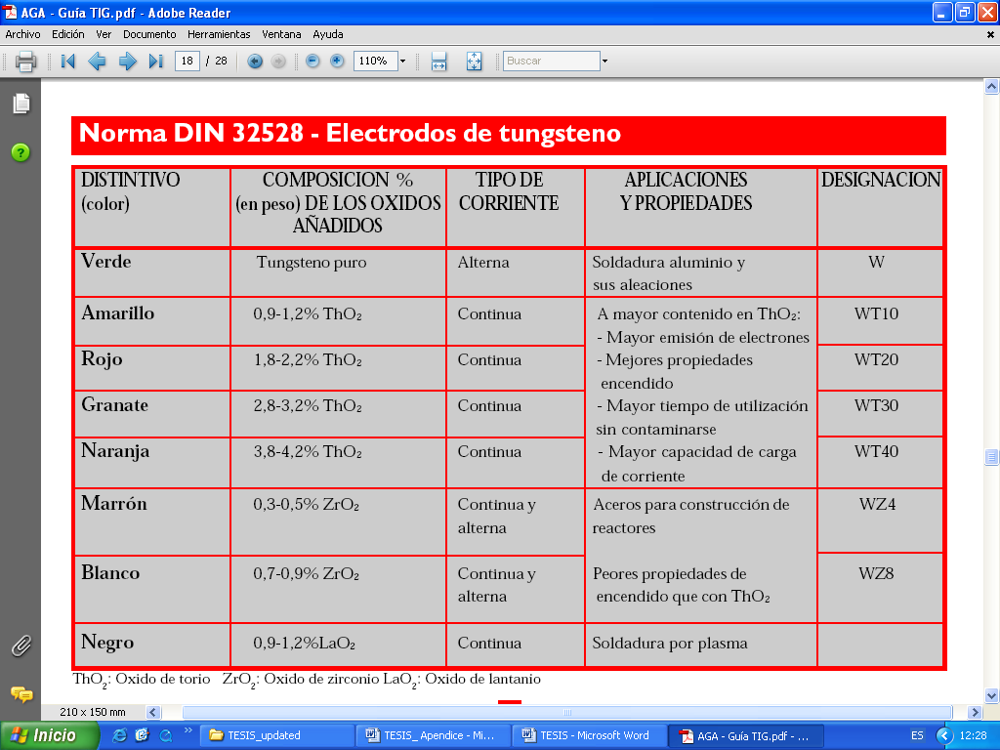 AGA - Guía TIG.pdf - Adobe Reader
Archivo Edición Ver Documento Herramientas Ventana Ayuda
18 / 28 110% Buscar
Norma DIN 32528 - Electrodos de tungsteno
DISTINTIVO (color) COMPOSICION % (en peso) DE LOS OXIDOS AÑADIDOS TIPO DE CORRIENTE APLICACIONES Y PROPIEDADES DESIGNACION
Verde Tungsteno puro Alterna Soldadura aluminio y W
sus aleaciones
Amarillo 0,9-1,2% ThO₂ Continua A mayor contenido en ThO₂: WT10
- Mayor emisión de electrones
Rojo 1,8-2,2% ThO₂ Continua - Mejores propiedades WT20
encendido
Granate 2,8-3,2% ThO₂ Continua - Mayor tiempo de utilización WT30
sin contaminarse
Naranja 3,8-4,2% ThO₂ Continua - Mayor capacidad de carga WT40
de corriente
Marrón 0,3-0,5% ZrO₂ Continua y Aceros para construcción de WZ4
alterna reactores
Blanco 0,7-0,9% ZrO₂ Continua y Peores propiedades de WZ8
alterna encendido que con ThO₂
Negro 0,9-1,2%LaO₂ Continua Soldadura por plasma
ThO₂: Oxido de torio ZrO₂: Oxido de zirconio LaO₂: Oxido de lantanio
210 x 150 mm
Inicio TESIS_updated TESIS_ Apendice - Mi... TESIS - Microsoft Word AGA - Guía TIG.pdf - ... ES 12:28